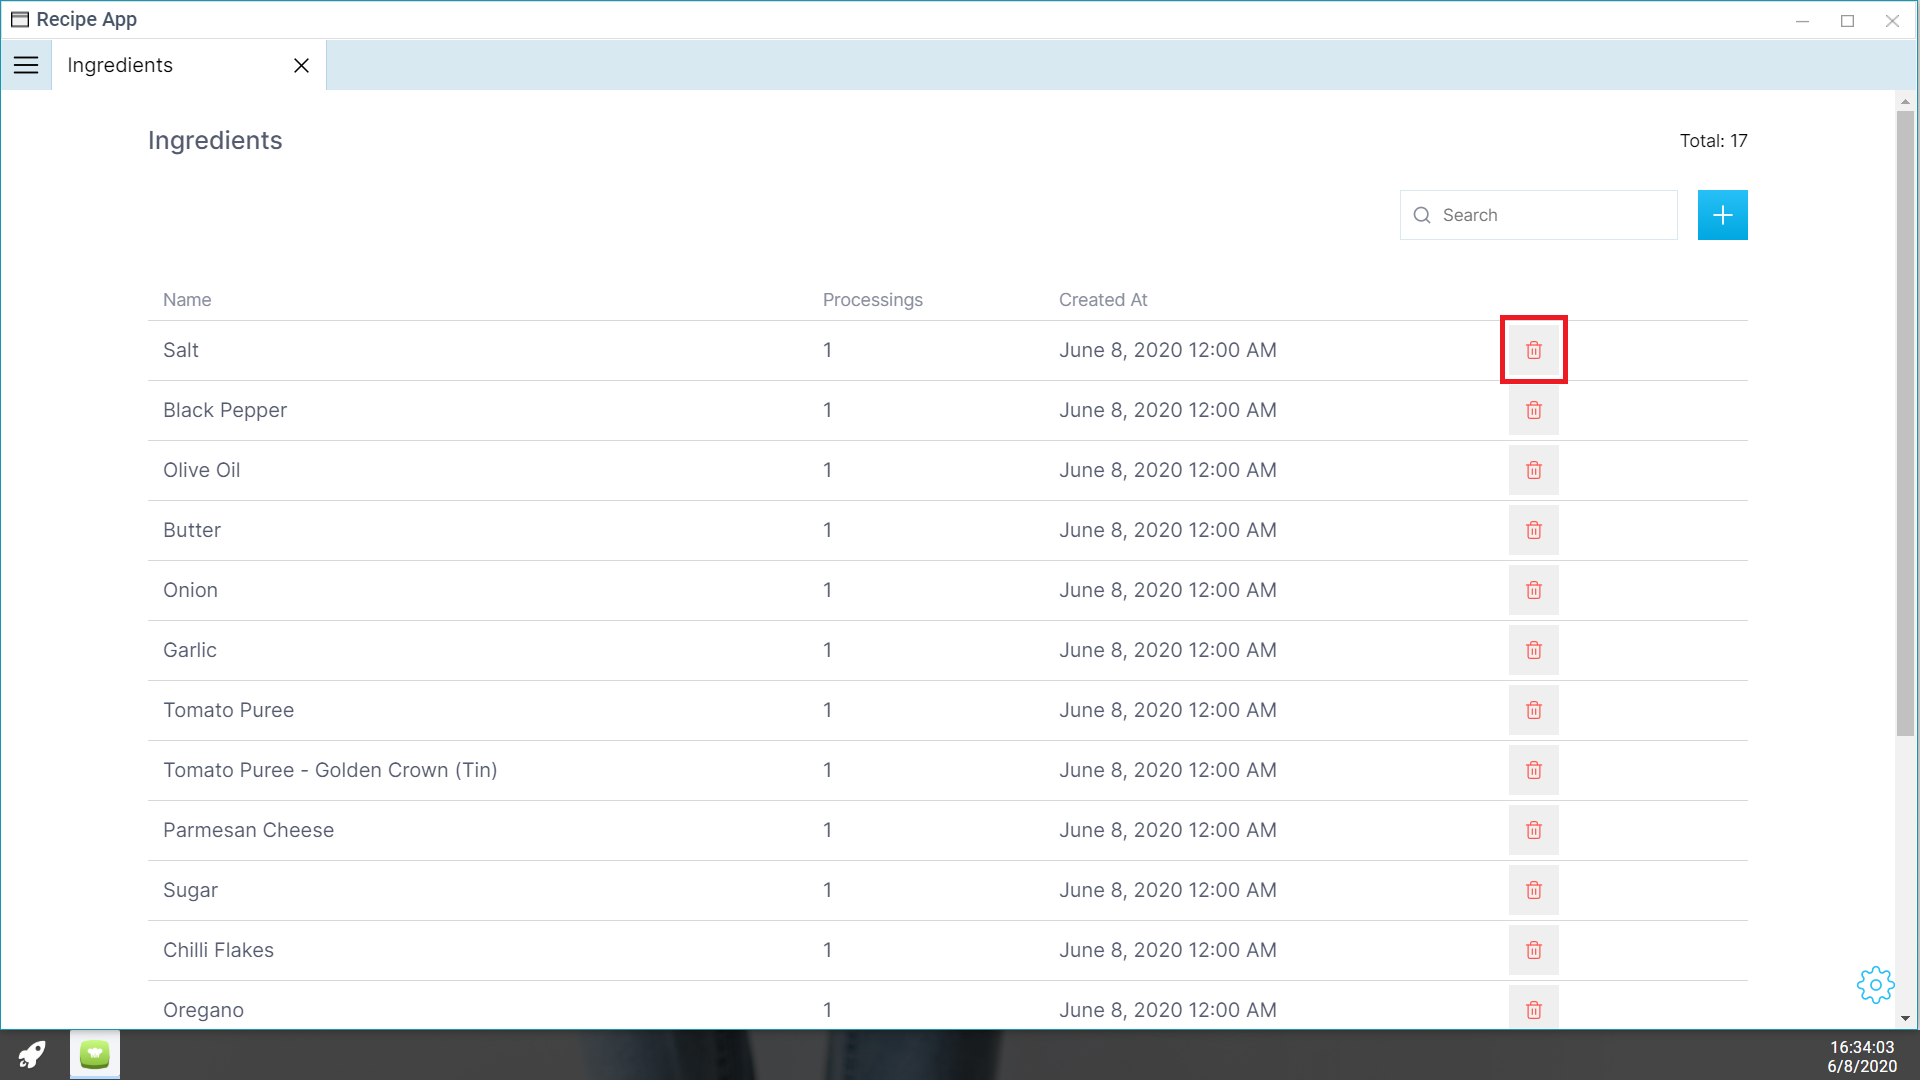 Recipe App
Ingredients
Ingredients
Total: 17
Search
Name Processings Created At
Salt 1 June 8, 2020 12:00 AM
Black Pepper 1 June 8, 2020 12:00 AM
Olive Oil 1 June 8, 2020 12:00 AM
Butter 1 June 8, 2020 12:00 AM
Onion 1 June 8, 2020 12:00 AM
Garlic 1 June 8, 2020 12:00 AM
Tomato Puree 1 June 8, 2020 12:00 AM
Tomato Puree - Golden Crown (Tin) 1 June 8, 2020 12:00 AM
Parmesan Cheese 1 June 8, 2020 12:00 AM
Sugar 1 June 8, 2020 12:00 AM
Chilli Flakes 1 June 8, 2020 12:00 AM
Oregano 1 June 8, 2020 12:00 AM
16:34:03
6/8/2020